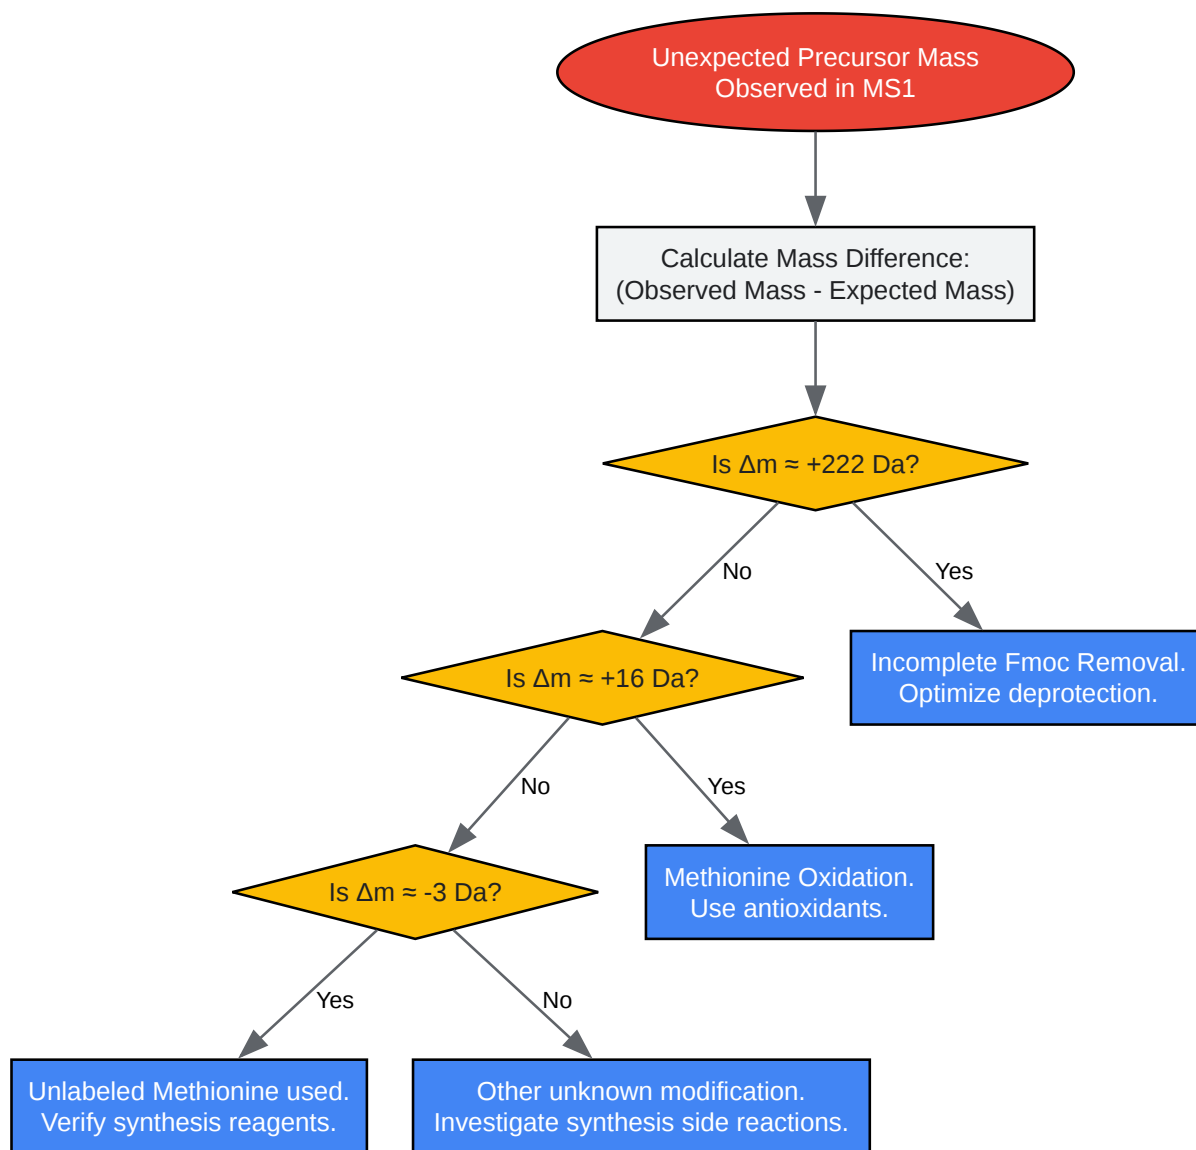 Unexpected Precursor Mass
Observed in MS1
Calculate Mass Difference:
(Observed Mass - Expected Mass)
Is Δm ≈ +222 Da?
No
Yes
Is Δm ≈ +16 Da?
Incomplete Fmoc Removal.
Optimize deprotection.
No
Yes
Is Δm ≈ -3 Da?
Methionine Oxidation.
Use antioxidants.
Yes
No
Unlabeled Methionine used.
Verify synthesis reagents.
Other unknown modification.
Investigate synthesis side reactions.